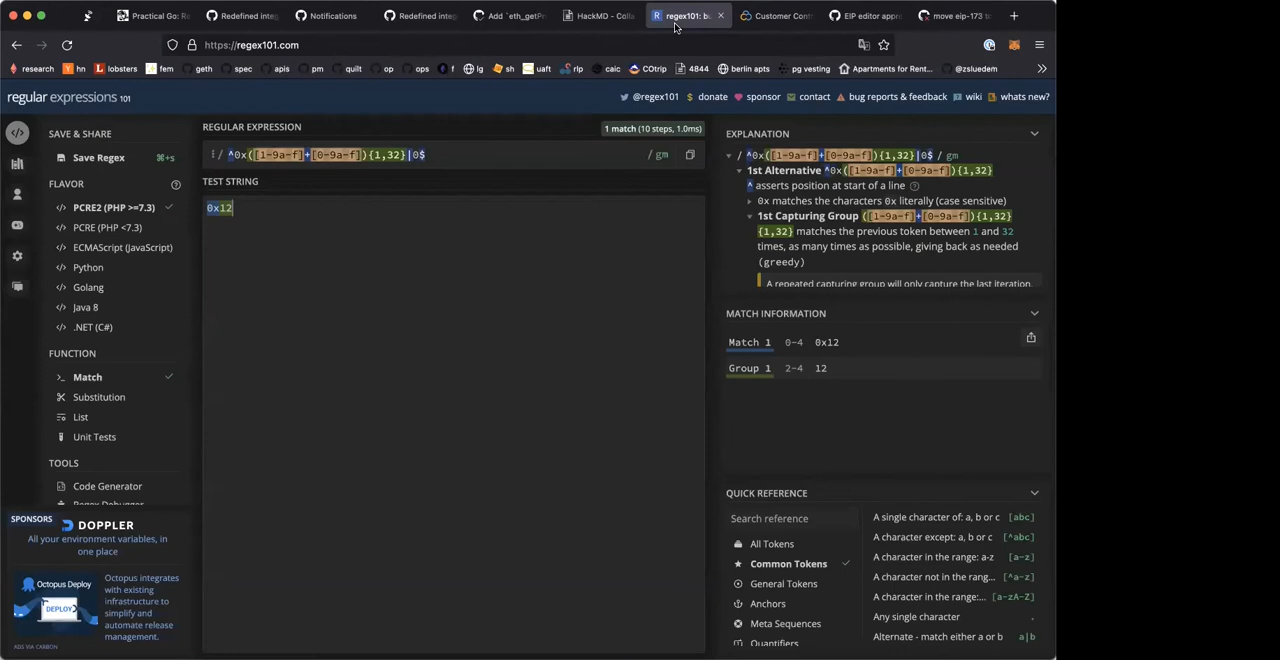 Practical Go: Re
Redefined integ
Notifications
Redefined integ
Add `eth_getPr
HackMD - Colla
regex101: bu
Customer Cont
EIP editor appre
move eip-173 to
https://regex101.com
research
hn
lobsters
fem
geth
spec
apis
pm
quilt
op
ops
f
lg
sh
uaft
rlp
caic
COtrip
4844
berlin apts
pg vesting
Apartments for Rent...
@zsluedem
regular expressions 101
@regex101
donate
sponsor
contact
bug reports & feedback
wiki
whats new?
SAVE & SHARE
Save Regex ⌘+s
FLAVOR
PCRE2 (PHP >=7.3)
PCRE (PHP <7.3)
ECMAScript (JavaScript)
Python
Golang
Java 8
.NET (C#)
FUNCTION
Match
Substitution
List
Unit Tests
TOOLS
Code Generator
Regex Debugger
SPONSORS
DOPPLER
All your environment variables, in
one place
Octopus Deploy
DEPLOY
Octopus integrates
with existing
infrastructure to
simplify and
automate release
management.
ADS VIA CARBON
REGULAR EXPRESSION
1 match (10 steps, 1.0ms)
/ ^0x([1-9a-f]+[0-9a-f]){1,32}|0$ / gm
TEST STRING
0x12
EXPLANATION
/ ^0x([1-9a-f]+[0-9a-f]){1,32}|0$ / gm
1st Alternative ^0x([1-9a-f]+[0-9a-f]){1,32}
^ asserts position at start of a line
0x matches the characters 0x literally (case sensitive)
1st Capturing Group ([1-9a-f]+[0-9a-f]){1,32}
{1,32} matches the previous token between 1 and 32
times, as many times as possible, giving back as needed
(greedy)
A repeated capturing group will only capture the last iteration.
MATCH INFORMATION
Match 1 0-4 0x12
Group 1 2-4 12
QUICK REFERENCE
Search reference
All Tokens
Common Tokens
General Tokens
Anchors
Meta Sequences
Quantifiers
A single character of: a, b or c [abc]
A character except: a, b or c [^abc]
A character in the range: a-z [a-z]
A character not in the rang... [^a-z]
A character in the range:... [a-zA-Z]
Any single character .
Alternate - match either a or b a|b